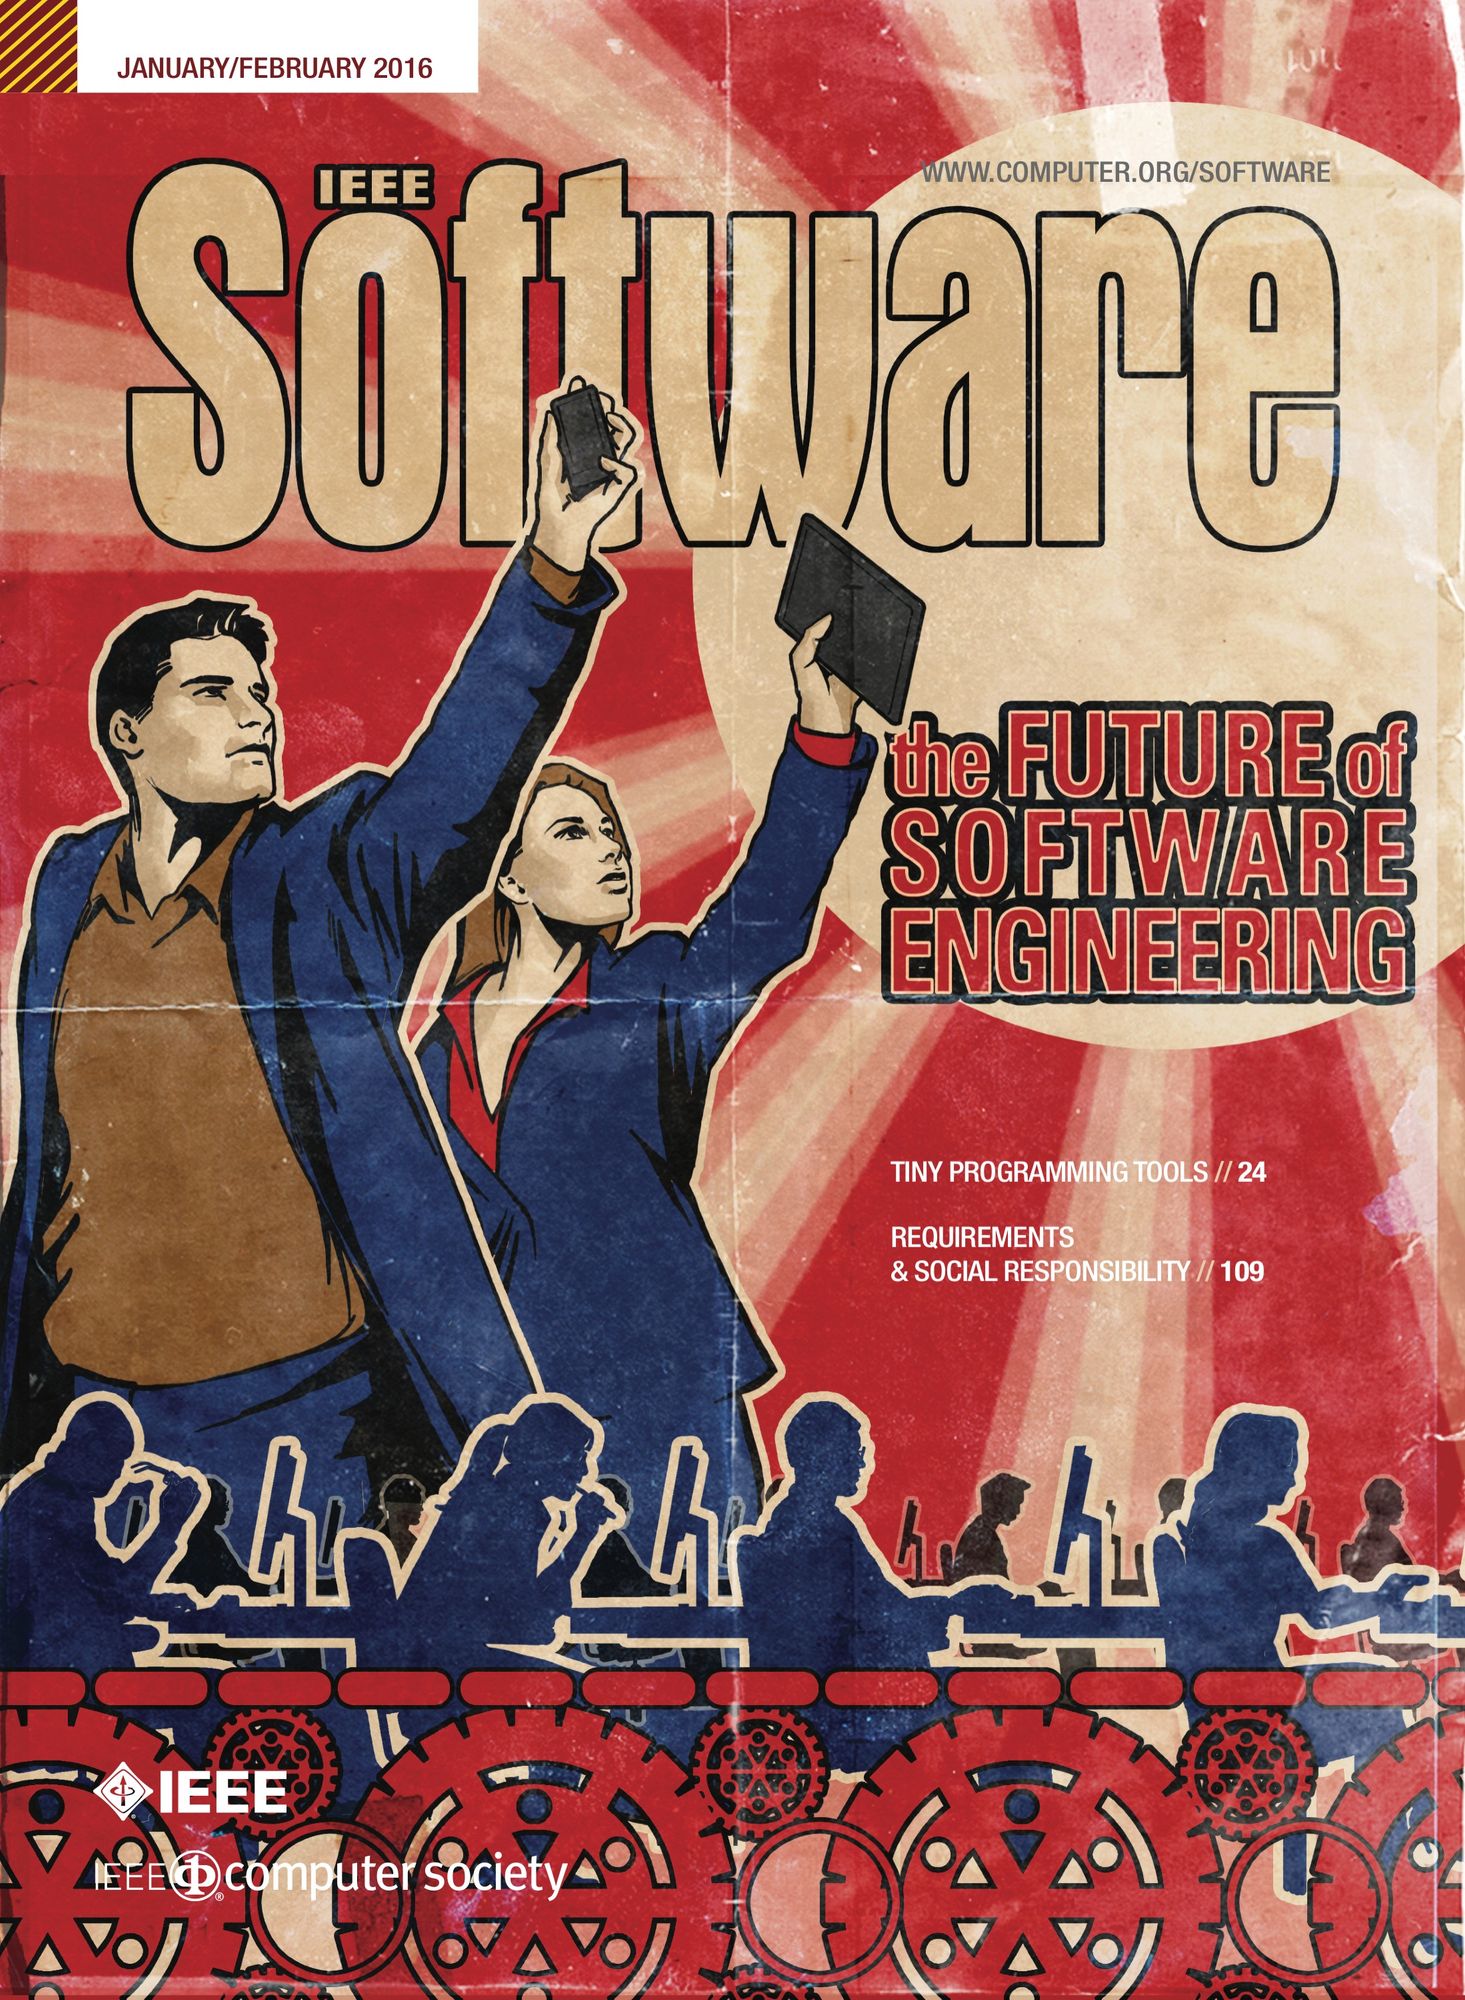 JANUARY/FEBRUARY 2016
WWW.COMPUTER.ORG/SOFTWARE
IEEE
Software
the FUTURE of
SOFTWARE
ENGINEERING
TINY PROGRAMMING TOOLS // 24
REQUIREMENTS
& SOCIAL RESPONSIBILITY // 109
IEEE
IEEE computer society